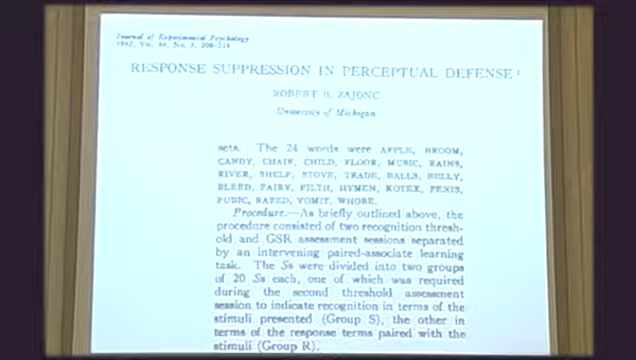 Journal of Experimental Psychology
1962, Vol. 64, No. 3, 206-215
RESPONSE SUPPRESSION IN PERCEPTUAL DEFENSE¹
ROBERT B. ZAJONC
University of Michigan
sets. The 24 words were APPLE, BROOM,
CANDY, CHAIR, CHILD, FLOOR, MUSIC, RAINS,
RIVER, SHELF, STOVE, TRADE, BALLS, BELLY,
BLEED, FAIRY, FILTH, HYMEN, KOTEX, PENIS,
PUBIC, RAPED, VOMIT, WHORE.
Procedure.—As briefly outlined above, the
procedure consisted of two recognition thresh-
old and GSR assessment sessions separated
by an intervening paired-associate learning
task. The Ss were divided into two groups
of 20 Ss each, one of which was required
during the second threshold assessment
session to indicate recognition in terms of the
stimuli presented (Group S), the other in
terms of the response terms paired with the
stimuli (Group R).